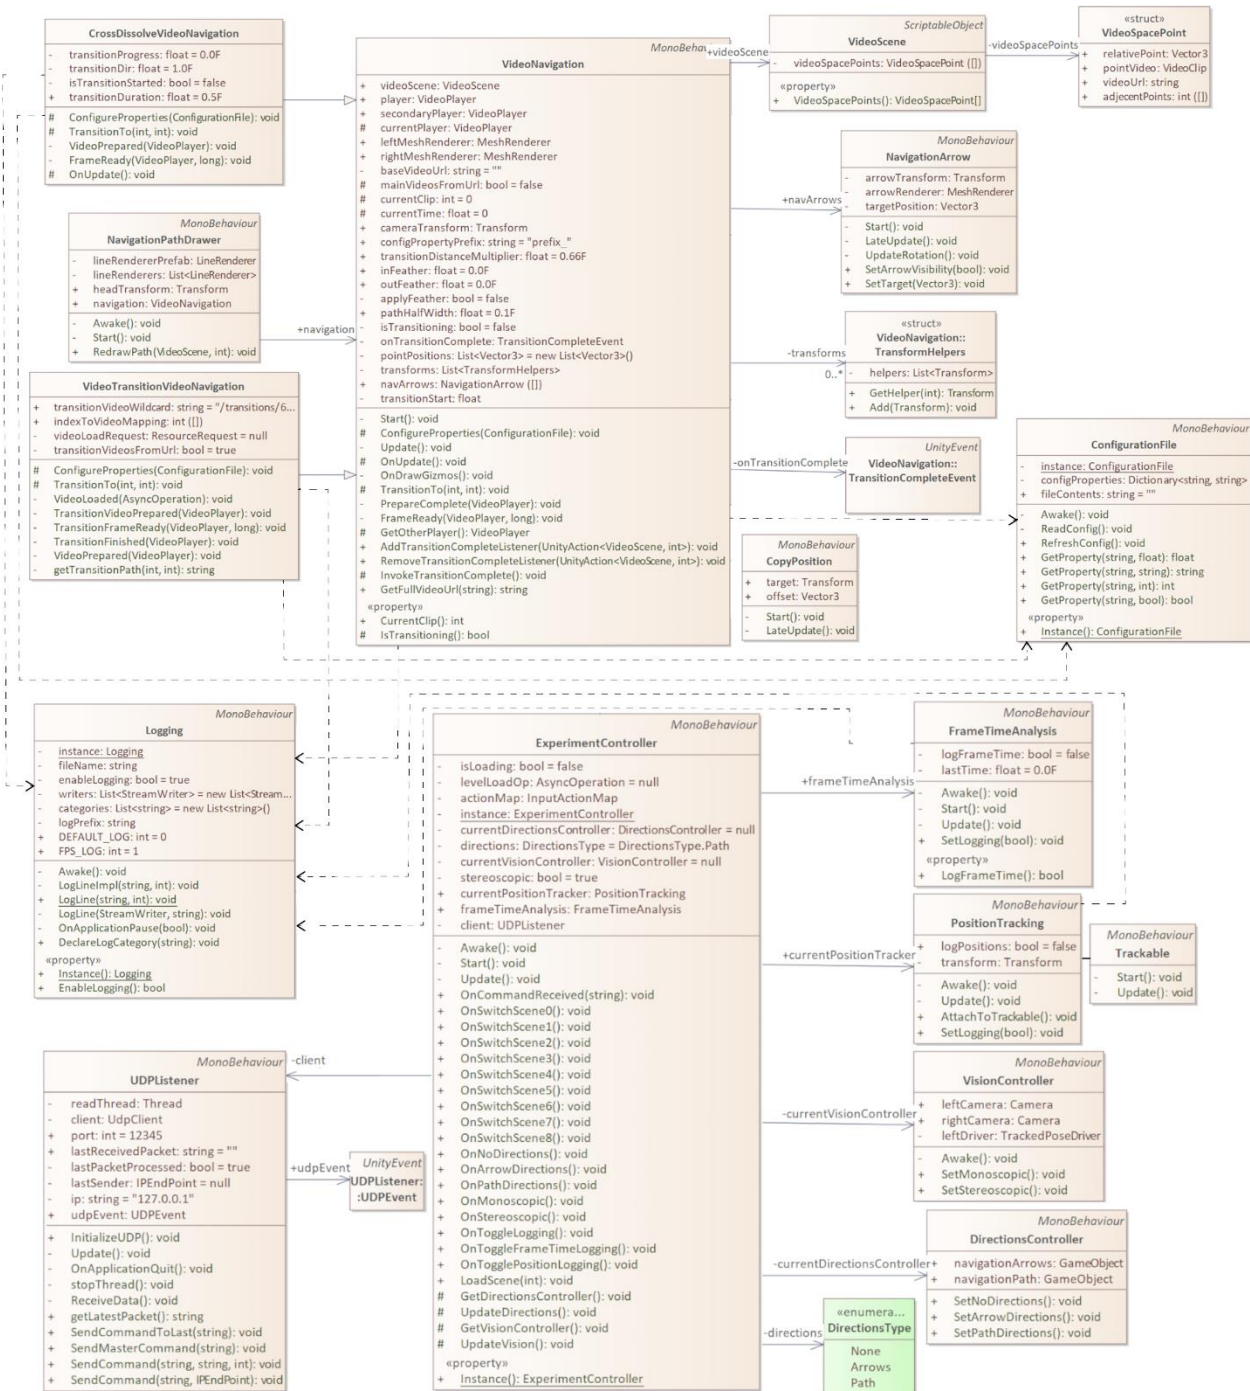 CrossDissolveVideoNavigation
- transitionProgress: float = 0.0F
- transitionDir: float = 1.0F
- isTransitionStarted: bool = false
+ transitionDuration: float = 0.5F
# ConfigureProperties(ConfigurationFile): void
# TransitionTo(int, int): void
- VideoPrepared(VideoPlayer): void
- FrameReady(VideoPlayer, long): void
# OnUpdate(): void
MonoBehaviour
NavigationPathDrawer
- lineRendererPrefab: LineRenderer
- lineRenderers: List<LineRenderer>
+ headTransform: Transform
+ navigation: VideoNavigation
- Awake(): void
- Start(): void
+ RedrawPath(VideoScene, int): void
+navigation
VideoTransitionVideoNavigation
+ transitionVideoWildcard: string = "/transitions/6...
+ indexToVideoMapping: int ([])
- videoLoadRequest: ResourceRequest = null
- transitionVideosFromUrl: bool = true
# ConfigureProperties(ConfigurationFile): void
# TransitionTo(int, int): void
- VideoLoaded(AsyncOperation): void
- TransitionVideoPrepared(VideoPlayer): void
- TransitionFrameReady(VideoPlayer, long): void
- TransitionFinished(VideoPlayer): void
- VideoPrepared(VideoPlayer): void
- getTransitionPath(int, int): string
MonoBehav
VideoNavigation
+ videoScene: VideoScene
+ player: VideoPlayer
+ secondaryPlayer: VideoPlayer
# currentPlayer: VideoPlayer
+ leftMeshRenderer: MeshRenderer
+ rightMeshRenderer: MeshRenderer
- baseVideoUrl: string = ""
# mainVideosFromUrl: bool = false
# currentClip: int = 0
# currentTime: float = 0
+ cameraTransform: Transform
+ configPropertyPrefix: string = "prefix_"
+ transitionDistanceMultiplier: float = 0.66F
+ inFeather: float = 0.0F
+ outFeather: float = 0.0F
- applyFeather: bool = false
+ pathHalfWidth: float = 0.1F
- isTransitioning: bool = false
- onTransitionComplete: TransitionCompleteEvent
- pointPositions: List<Vector3> = new List<Vector3>()
- transforms: List<TransformHelpers>
+ navArrows: NavigationArrow ([])
- transitionStart: float
- Start(): void
# ConfigureProperties(ConfigurationFile): void
- Update(): void
# OnUpdate(): void
- OnDrawGizmos(): void
# TransitionTo(int, int): void
- PrepareComplete(VideoPlayer): void
- FrameReady(VideoPlayer, long): void
# GetOtherPlayer(): VideoPlayer
+ AddTransitionCompleteListener(UnityAction<VideoScene, int>): void
+ RemoveTransitionCompleteListener(UnityAction<VideoScene, int>): void
# InvokeTransitionComplete(): void
+ GetFullVideoUrl(string): string
«property»
+ CurrentClip(): int
# IsTransitioning(): bool
+videoScene
ScriptableObject
VideoScene
- videoSpacePoints: VideoSpacePoint ([])
«property»
+ VideoSpacePoints(): VideoSpacePoint[]
-videoSpacePoints
«struct»
VideoSpacePoint
+ relativePoint: Vector3
+ pointVideo: VideoClip
+ videoUrl: string
+ adjecentPoints: int ([])
+navArrows
MonoBehaviour
NavigationArrow
- arrowTransform: Transform
- arrowRenderer: MeshRenderer
- targetPosition: Vector3
- Start(): void
- LateUpdate(): void
- UpdateRotation(): void
+ SetArrowVisibility(bool): void
+ SetTarget(Vector3): void
-transforms
0..*
«struct»
VideoNavigation::
TransformHelpers
- helpers: List<Transform>
+ GetHelper(int): Transform
+ Add(Transform): void
-onTransitionComplete
UnityEvent
VideoNavigation::
TransitionCompleteEvent
MonoBehaviour
CopyPosition
+ target: Transform
+ offset: Vector3
- Start(): void
- LateUpdate(): void
MonoBehaviour
ConfigurationFile
- instance: ConfigurationFile
- configProperties: Dictionary<string, string>
+ fileContents: string = ""
- Awake(): void
- ReadConfig(): void
+ RefreshConfig(): void
+ GetProperty(string, float): float
+ GetProperty(string, string): string
+ GetProperty(string, int): int
+ GetProperty(string, bool): bool
«property»
+ Instance(): ConfigurationFile
MonoBehaviour
Logging
- instance: Logging
- fileName: string
- enableLogging: bool = true
- writers: List<StreamWriter> = new List<Stream...
- categories: List<string> = new List<string>()
- logPrefix: string
+ DEFAULT_LOG: int = 0
+ FPS_LOG: int = 1
- Awake(): void
- LogLineImpl(string, int): void
+ LogLine(string, int): void
- LogLine(StreamWriter, string): void
- OnApplicationPause(bool): void
+ DeclareLogCategory(string): void
«property»
+ Instance(): Logging
+ EnableLogging(): bool
MonoBehaviour
ExperimentController
- isLoading: bool = false
- levelLoadOp: AsyncOperation = null
- actionMap: InputActionMap
- instance: ExperimentController
- currentDirectionsController: DirectionsController = null
- directions: DirectionsType = DirectionsType.Path
- currentVisionController: VisionController = null
- stereoscopic: bool = true
+ currentPositionTracker: PositionTracking
+ frameTimeAnalysis: FrameTimeAnalysis
- client: UDPListener
- Awake(): void
- Start(): void
- Update(): void
+ OnCommandReceived(string): void
+ OnSwitchScene0(): void
+ OnSwitchScene1(): void
+ OnSwitchScene2(): void
+ OnSwitchScene3(): void
+ OnSwitchScene4(): void
+ OnSwitchScene5(): void
+ OnSwitchScene6(): void
+ OnSwitchScene7(): void
+ OnSwitchScene8(): void
+ OnNoDirections(): void
+ OnArrowDirections(): void
+ OnPathDirections(): void
+ OnMonoscopic(): void
+ OnStereoscopic(): void
+ OnToggleLogging(): void
+ OnToggleFrameTimeLogging(): void
+ OnTogglePositionLogging(): void
+ LoadScene(int): void
# GetDirectionsController(): void
# UpdateDirections(): void
# GetVisionController(): void
# UpdateVision(): void
«property»
+ Instance(): ExperimentController
+frameTimeAnalysis
MonoBehaviour
FrameTimeAnalysis
- logFrameTime: bool = false
- lastTime: float = 0.0F
- Awake(): void
- Start(): void
- Update(): void
+ SetLogging(bool): void
«property»
+ LogFrameTime(): bool
+currentPositionTracker
MonoBehaviour
PositionTracking
+ logPositions: bool = false
- transform: Transform
- Awake(): void
- Update(): void
+ AttachToTrackable(): void
+ SetLogging(bool): void
MonoBehaviour
Trackable
- Start(): void
- Update(): void
-currentVisionController
MonoBehaviour
VisionController
+ leftCamera: Camera
+ rightCamera: Camera
- leftDriver: TrackedPoseDriver
- Awake(): void
+ SetMonoscopic(): void
+ SetStereoscopic(): void
-currentDirectionsController
MonoBehaviour
DirectionsController
+ navigationArrows: GameObject
+ navigationPath: GameObject
+ SetNoDirections(): void
+ SetArrowDirections(): void
+ SetPathDirections(): void
-directions
«enumera...
DirectionsType
None
Arrows
Path
-client
MonoBehaviour
UDPListener
- readThread: Thread
- client: UdpClient
+ port: int = 12345
+ lastReceivedPacket: string = ""
- lastPacketProcessed: bool = true
- lastSender: IPEndPoint = null
- ip: string = "127.0.0.1"
+ udpEvent: UDPEvent
+ InitializeUDP(): void
- Update(): void
- OnApplicationQuit(): void
- stopThread(): void
- ReceiveData(): void
+ getLatestPacket(): string
+ SendCommandToLast(string): void
+ SendMasterCommand(string): void
+ SendCommand(string, string, int): void
+ SendCommand(string, IPEndPoint): void
+udpEvent
UnityEvent
UDPListener:
:UDPEvent